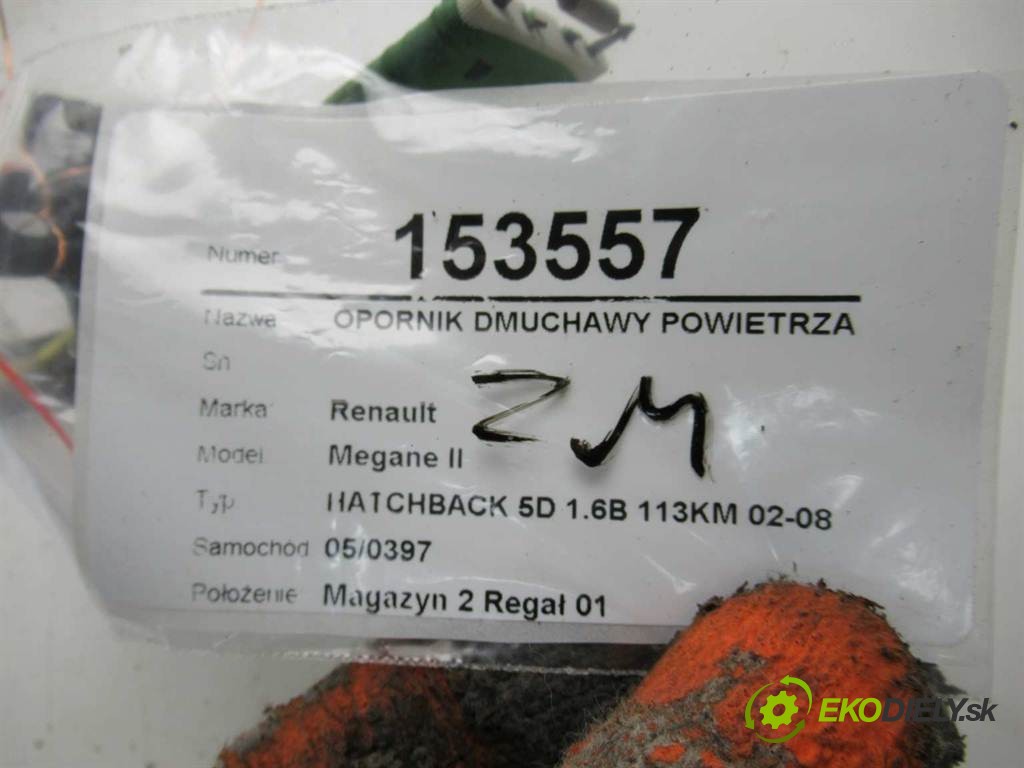 Numer 153557
Nazwa OPORNIK DMUCHAWY POWIETRZA
Sn
ZM
Marka Renault
Model Megane II
Typ HATCHBACK 5D 1.6B 113KM 02-08
Samochód 05/0397
Położenie Magazyn 2 Regał 01
EKODIELY.sk